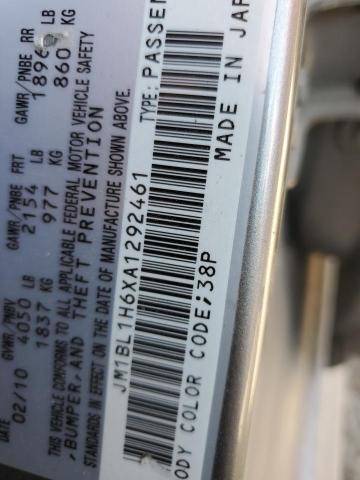 DATE 02/10
GVWR/PNBV 4050 LB 1837 KG
GAWR/PNBE FRT 2154 LB 977 KG
GAWR/PNBE RR LB 860 KG
THIS VEHICLE CONFORMS TO ALL APPLICABLE FEDERAL MOTOR VEHICLE SAFETY
, BUMPER, AND THEFT PREVENTION
STANDARDS IN EFFECT ON THE DATE OF MANUFACTURE SHOWN ABOVE.
JM1BL1H6XA1292461
TYPE: PASSEN
ODY COLOR CODE;38P
MADE IN JAP